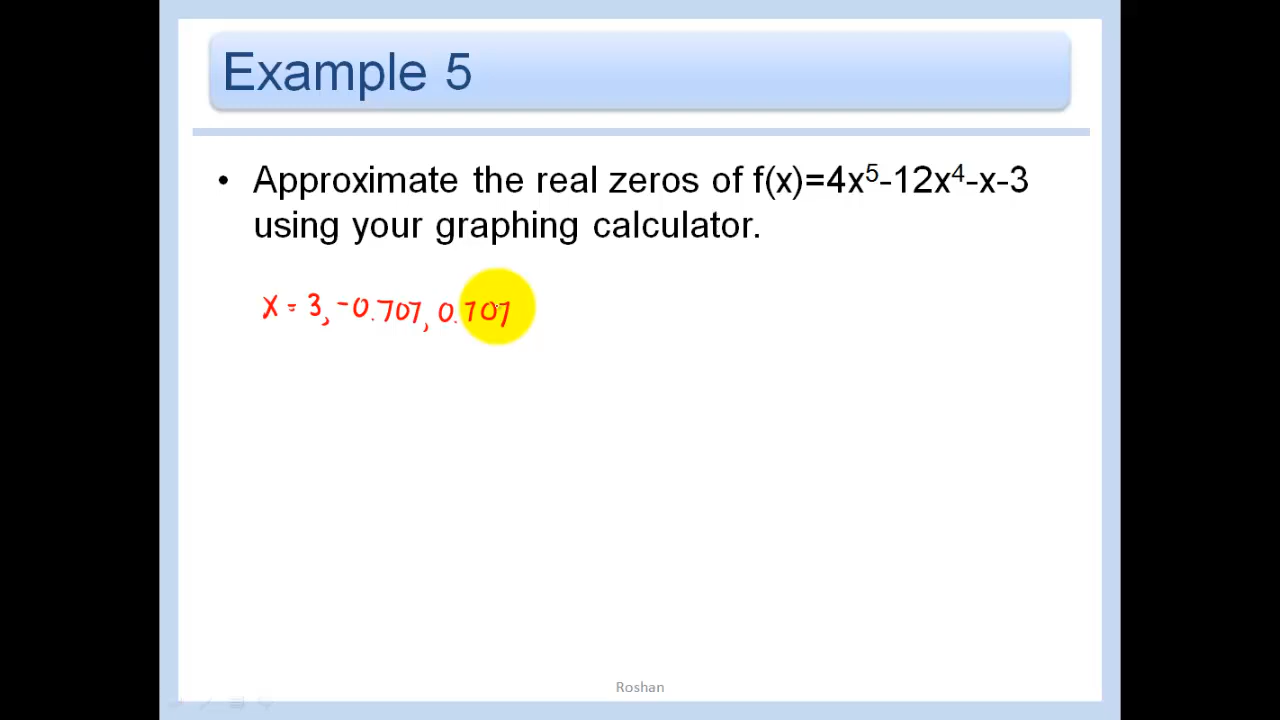 Example 5
• Approximate the real zeros of f(x)=4x⁵-12x⁴-x-3
using your graphing calculator.
x = 3, -0.707, 0.707
Roshan